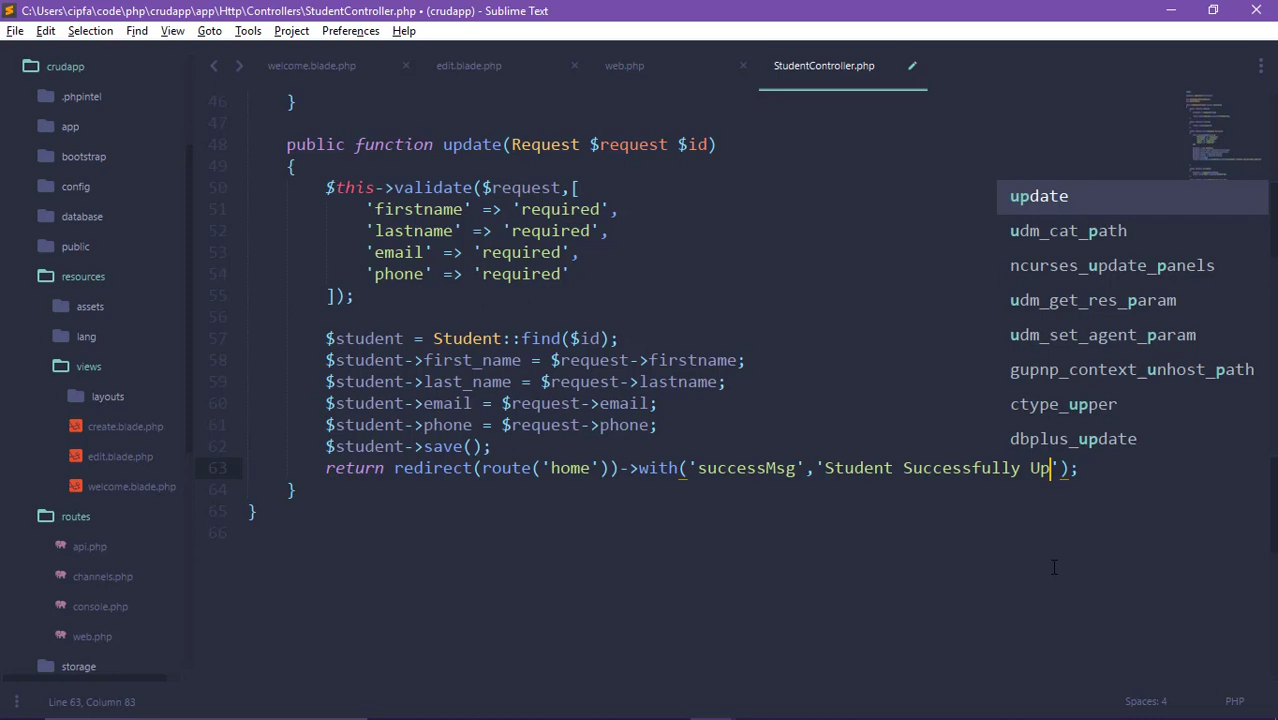 C:\Users\cipfa\code\php\crudapp\app\Http\Controllers\StudentController.php • (crudapp) - Sublime Text
File Edit Selection Find View Goto Tools Project Preferences Help
crudapp
.phpintel
app
bootstrap
config
database
public
resources
assets
lang
views
layouts
create.blade.php
edit.blade.php
welcome.blade.php
routes
api.php
channels.php
console.php
web.php
storage
welcome.blade.php × edit.blade.php × web.php × StudentController.php
46 }
47
48 public function update(Request $request $id)
49 {
50 $this->validate($request,[
51 'firstname' => 'required',
52 'lastname' => 'required',
53 'email' => 'required',
54 'phone' => 'required'
55 ]);
56
57 $student = Student::find($id);
58 $student->first_name = $request->firstname;
59 $student->last_name = $request->lastname;
60 $student->email = $request->email;
61 $student->phone = $request->phone;
62 $student->save();
63 return redirect(route('home'))->with('successMsg','Student Successfully Up');
64 }
65 }
66
update
udm_cat_path
ncurses_update_panels
udm_get_res_param
udm_set_agent_param
gupnp_context_unhost_path
ctype_upper
dbplus_update
Line 63, Column 83
Spaces: 4 PHP